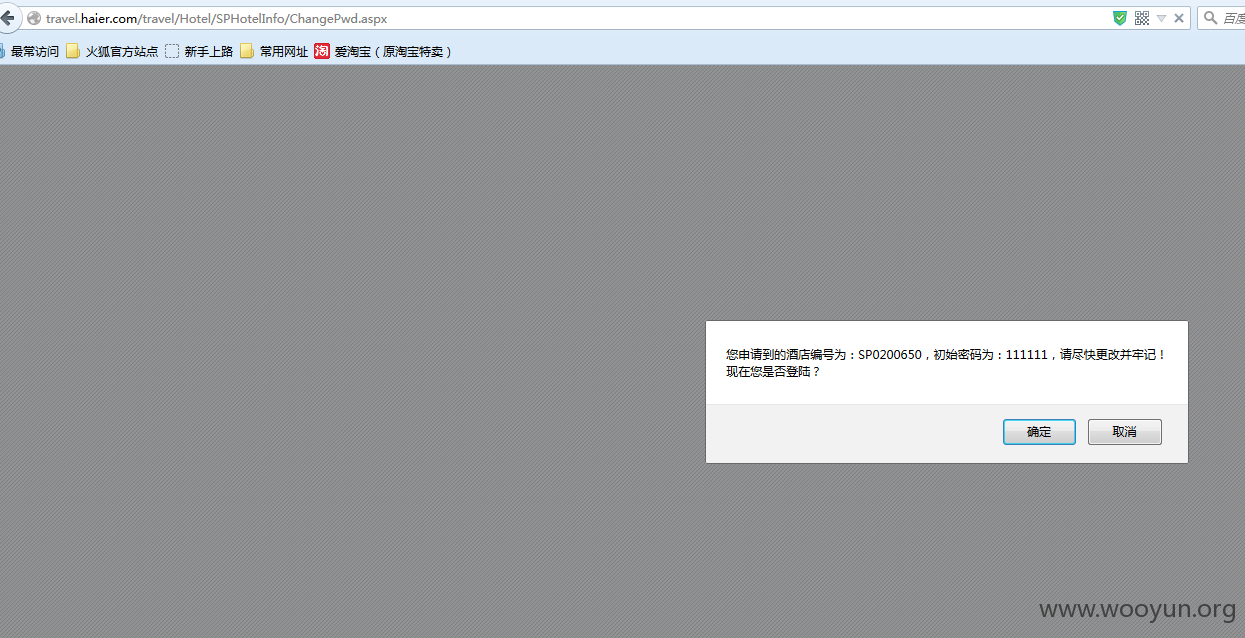 travel.haier.com/travel/Hotel/SPHotelInfo/ChangePwd.aspx
最常访问 火狐官方站点 新手上路 常用网址 淘 爱淘宝（原淘宝特卖）
您申请到的酒店编号为：SP0200650，初始密码为：111111，请尽快更改并牢记！
现在您是否登陆？
确定 取消
www.wooyun.org